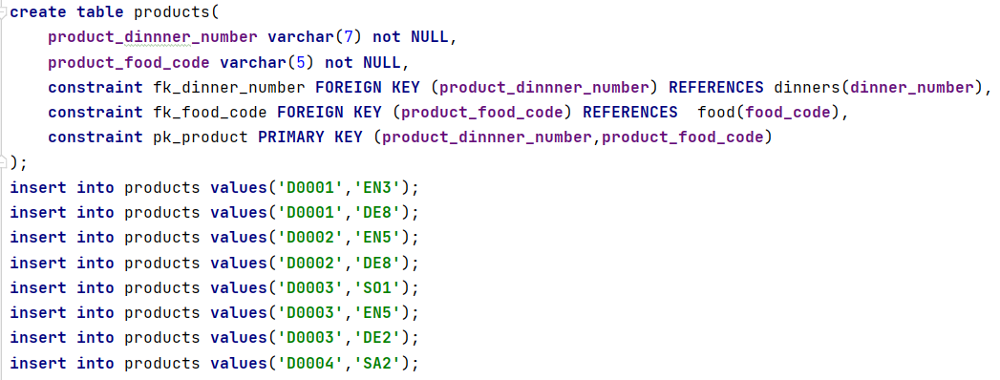 create table products(
    product_dinnner_number varchar(7) not NULL,
    product_food_code varchar(5) not NULL,
    constraint fk_dinner_number FOREIGN KEY (product_dinnner_number) REFERENCES dinners(dinner_number),
    constraint fk_food_code FOREIGN KEY (product_food_code) REFERENCES  food(food_code),
    constraint pk_product PRIMARY KEY (product_dinnner_number,product_food_code)
);
insert into products values('D0001','EN3');
insert into products values('D0001','DE8');
insert into products values('D0002','EN5');
insert into products values('D0002','DE8');
insert into products values('D0003','SO1');
insert into products values('D0003','EN5');
insert into products values('D0003','DE2');
insert into products values('D0004','SA2');